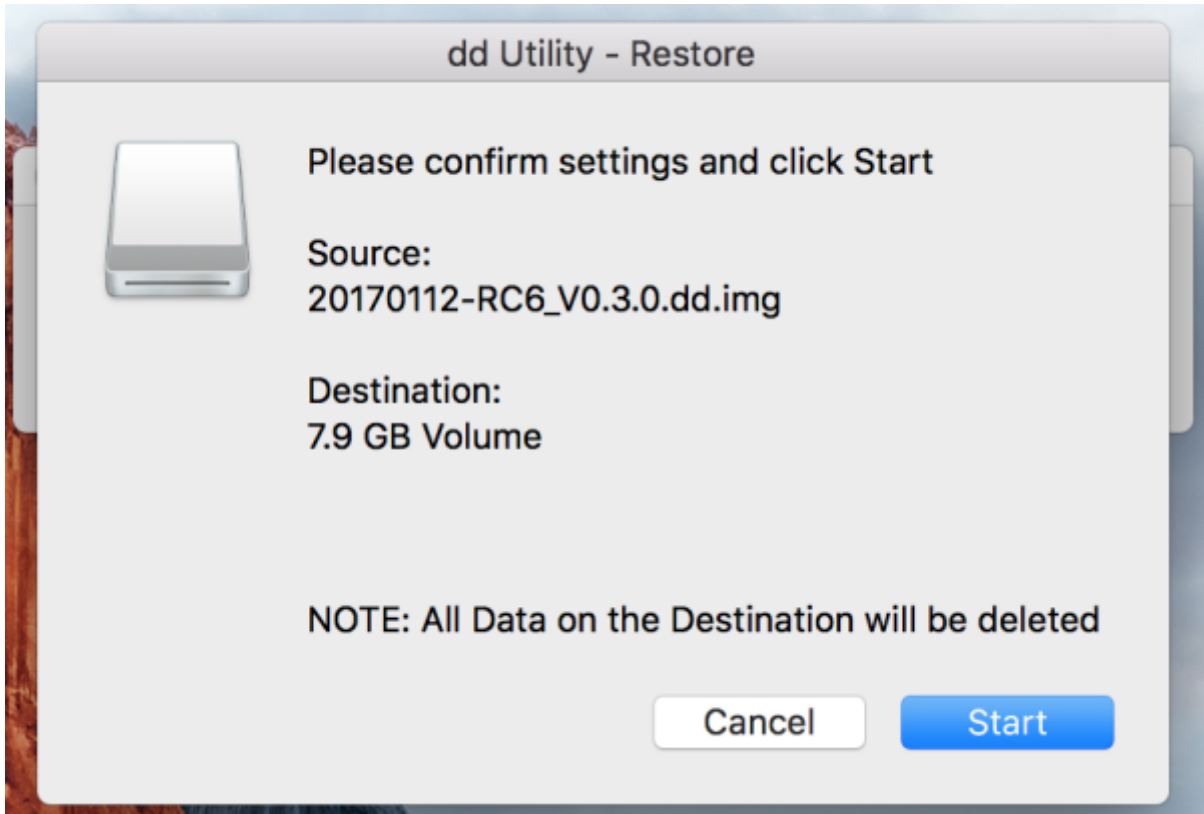 dd Utility - Restore
Please confirm settings and click Start
Source:
20170112-RC6_V0.3.0.dd.img
Destination:
7.9 GB Volume
NOTE: All Data on the Destination will be deleted
Cancel
Start